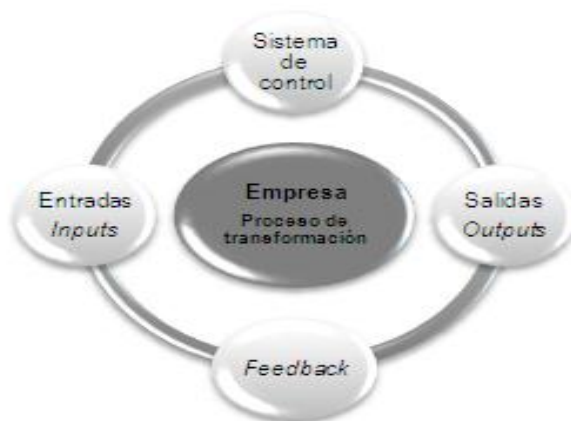 Sistema
de
control
Entradas
Inputs
Empresa
Proceso de
transformación
Salidas
Outputs
Feedback